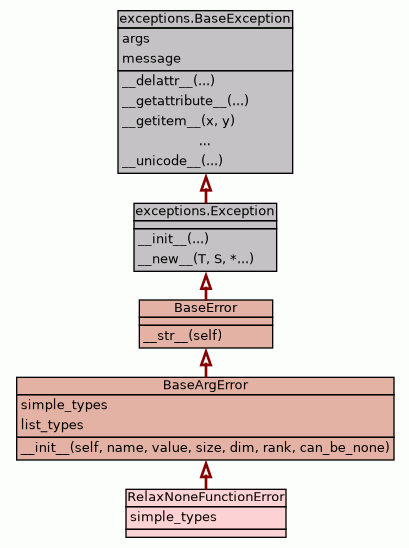 exceptions.BaseException
args
message
__delattr__(...)
__getattribute__(...)
__getitem__(x, y)
...
__unicode__(...)
exceptions.Exception
__init__(...)
__new__(T, S, *...)
BaseError
__str__(self)
BaseArgError
simple_types
list_types
__init__(self, name, value, size, dim, rank, can_be_none)
RelaxNoneFunctionError
simple_types